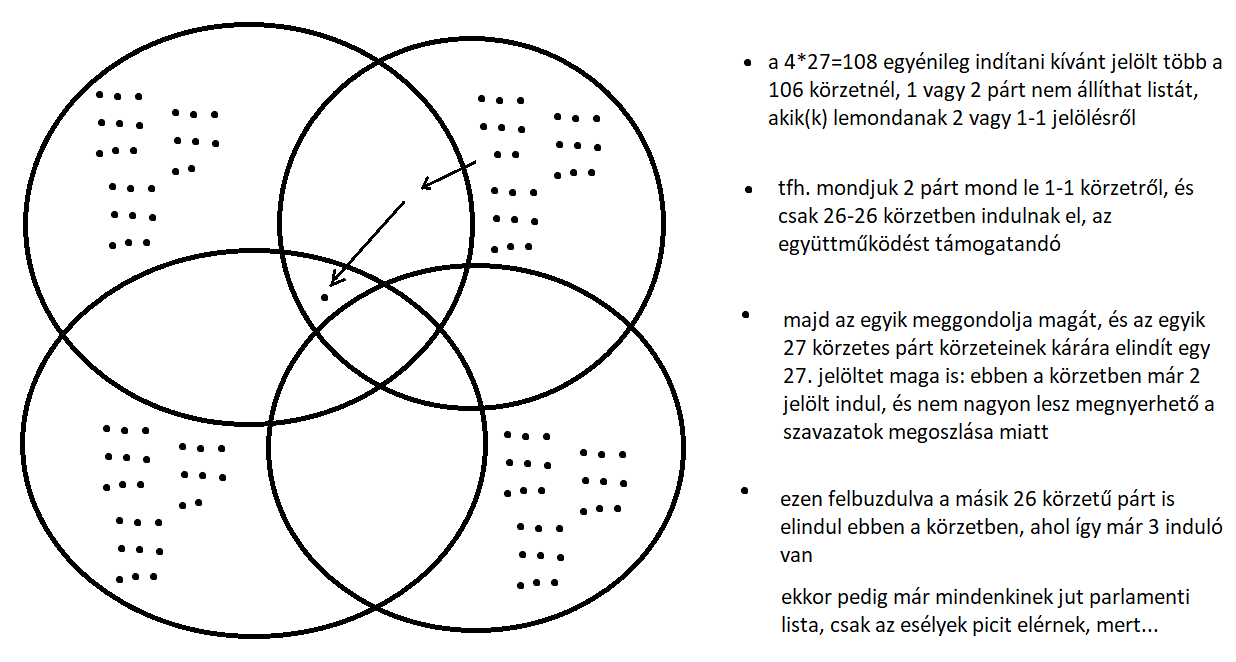 • a 4*27=108 egyénileg indítani kívánt jelölt több a
106 körzetnél, 1 vagy 2 párt nem állíthat listát,
akik(k) lemondanak 2 vagy 1-1 jelölésről
• tfh. mondjuk 2 párt mond le 1-1 körzetről, és
csak 26-26 körzetben indulnak el, az
együttműködést támogatandó
• majd az egyik meggondolja magát, és az egyik
27 körzetes párt körzeteinek kárára elindít egy
27. jelöltet maga is: ebben a körzetben már 2
jelölt indul, és nem nagyon lesz megnyerhető a
szavazatok megoszlása miatt
• ezen felbuzdulva a másik 26 körzetű párt is
elindul ebben a körzetben, ahol így már 3 induló
van
ekkor pedig már mindenkinek jut parlamenti
lista, csak az esélyek picit elérnek, mert...